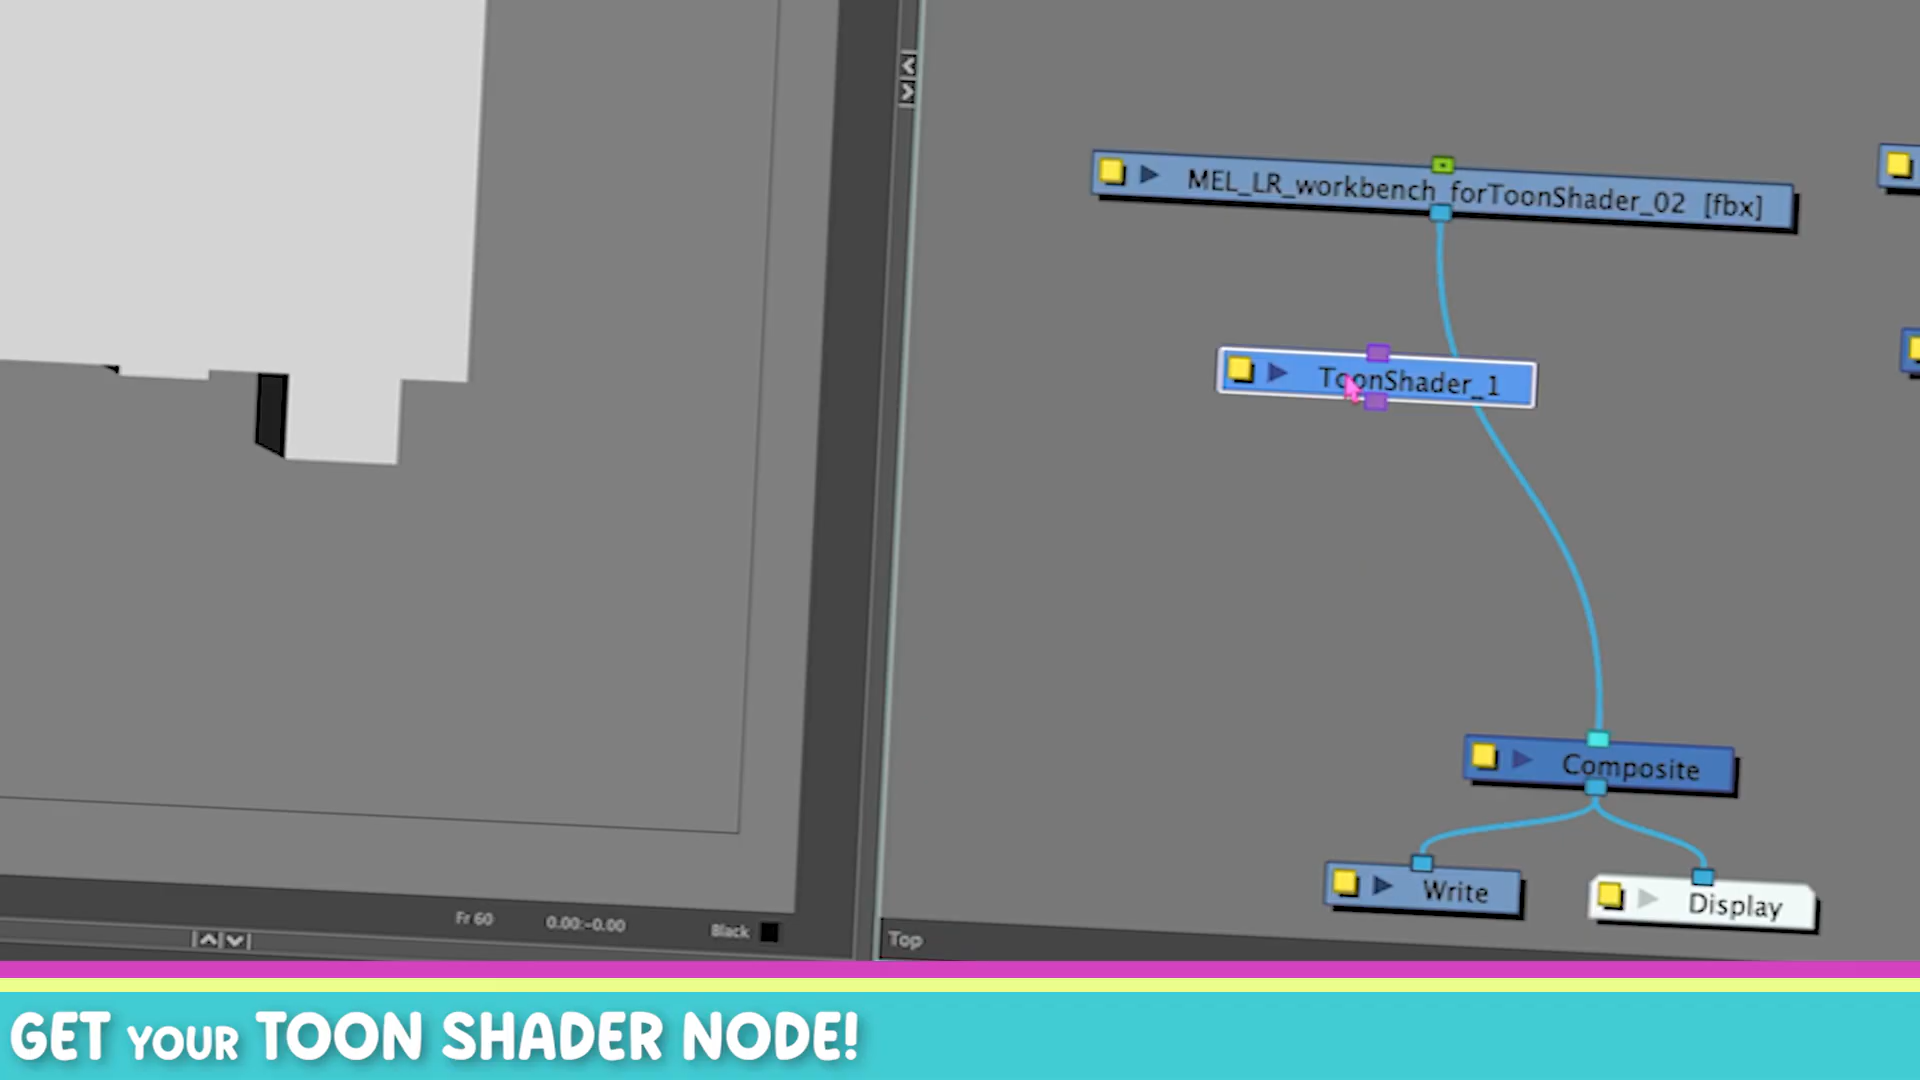 MEL_LR_workbench_forToonShader_02 [fbx]
ToonShader_1
Composite
Write
Display
Fr 60
0.00:-0.00
Black
Top
GET YOUR TOON SHADER NODE!